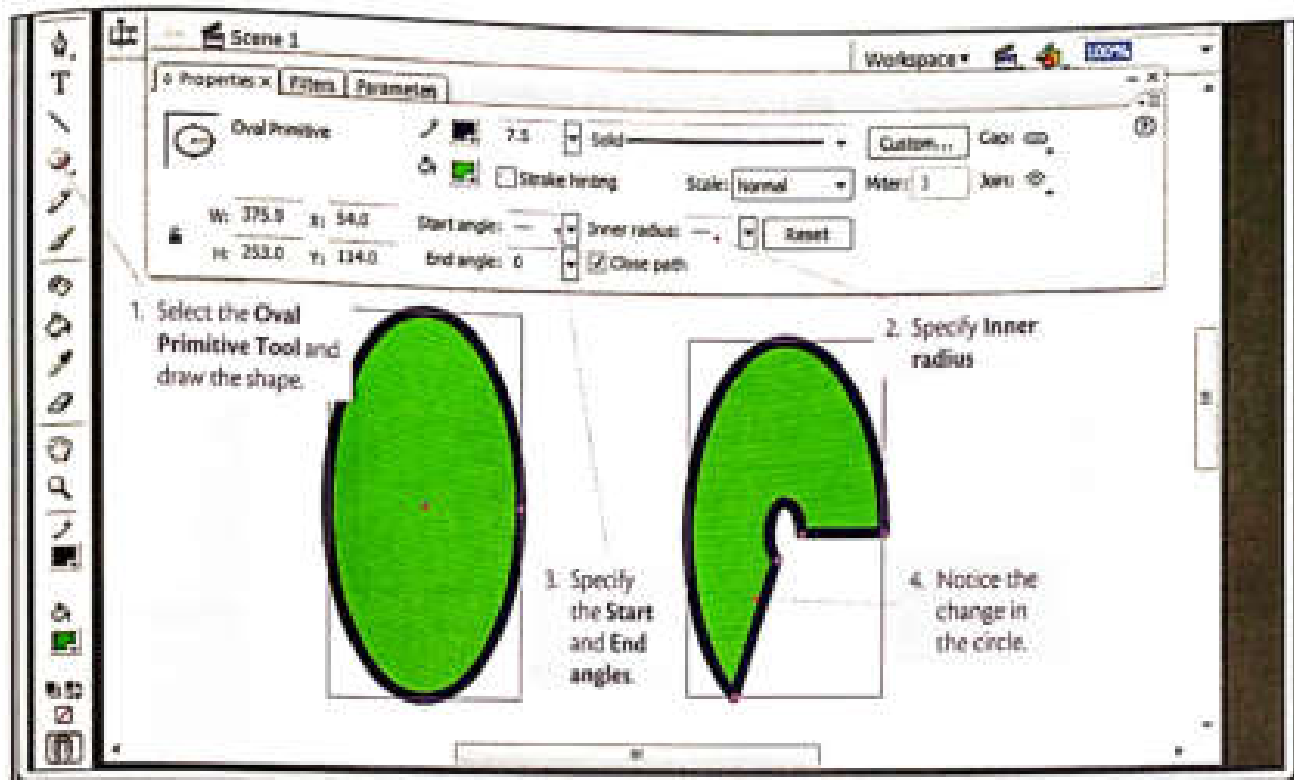 Scene 1
Workspace
100%
Properties x Filters Parameters
Oval Primitive
7.5 Solid Custom... Cap:
Stroke hinting Scale: Normal Miter: 3 Join:
W: 375.9 X: 54.0 Start angle: Inner radius: Reset
H: 253.0 Y: 114.0 End angle: 0 Close path
1. Select the Oval
Primitive Tool and
draw the shape.
2. Specify Inner
radius
3. Specify
the Start
and End
angles.
4. Notice the
change in
the circle.
T